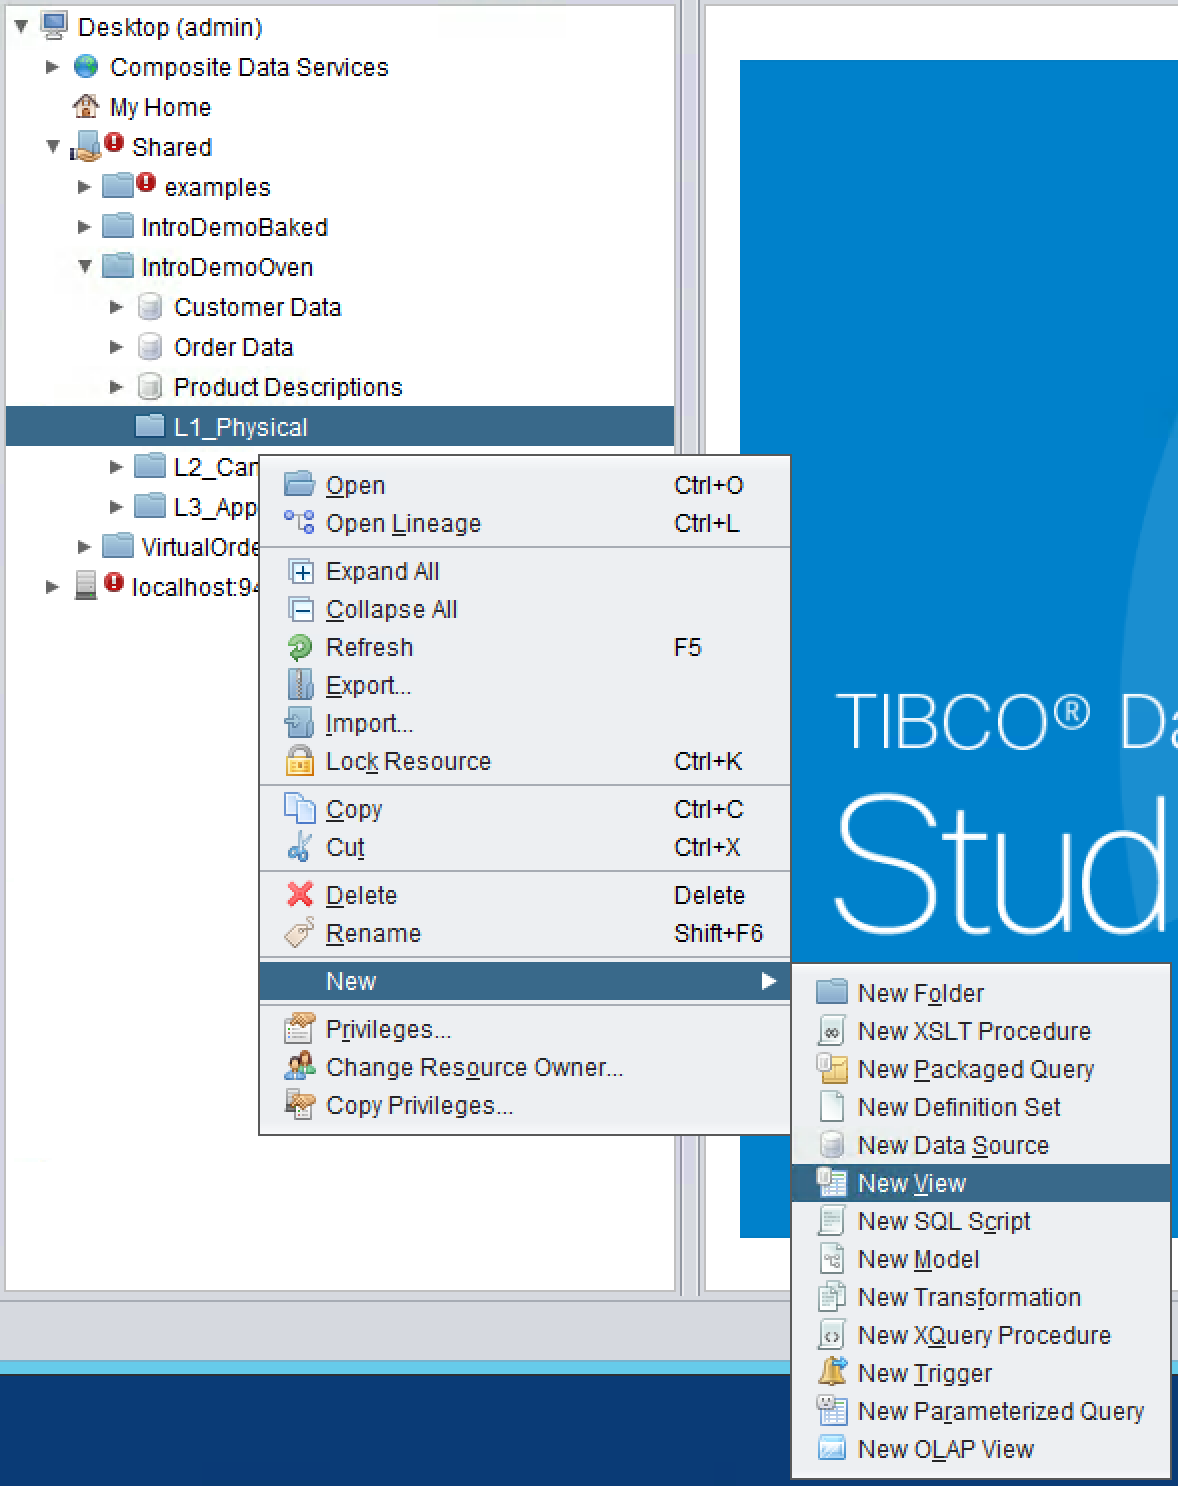 Desktop (admin)
Composite Data Services
My Home
Shared
examples
IntroDemoBaked
IntroDemoOven
Customer Data
Order Data
Product Descriptions
L1_Physical
L2_Can
L3_App
VirtualOrde
localhost:94
Open Ctrl+O
Open Lineage Ctrl+L
Expand All
Collapse All
Refresh F5
Export...
Import...
Lock Resource Ctrl+K
Copy Ctrl+C
Cut Ctrl+X
Delete Delete
Rename Shift+F6
New
Privileges...
Change Resource Owner...
Copy Privileges...
New Folder
New XSLT Procedure
New Packaged Query
New Definition Set
New Data Source
New View
New SQL Script
New Model
New Transformation
New XQuery Procedure
New Trigger
New Parameterized Query
New OLAP View
TIBCO® Da
Stud